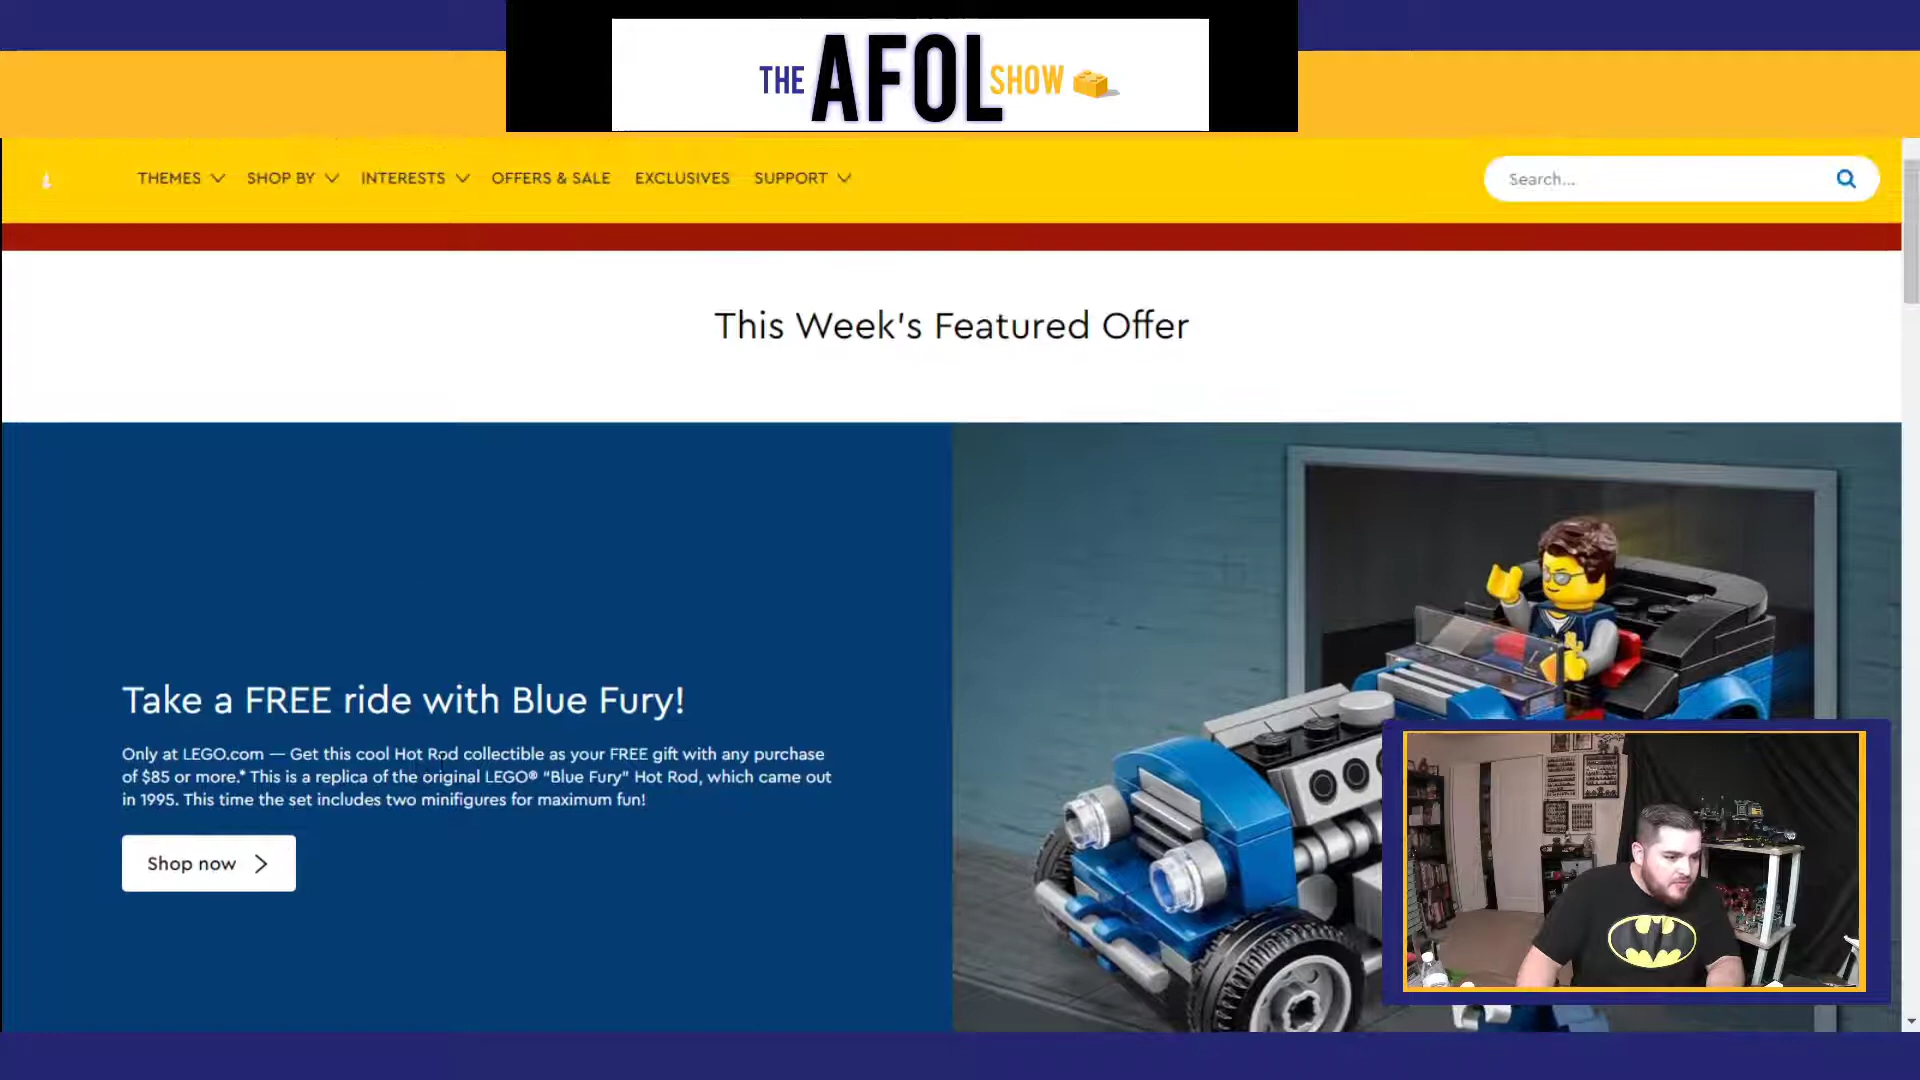 THE AFOL SHOW
THEMES SHOP BY INTERESTS OFFERS & SALE EXCLUSIVES SUPPORT
Search...
This Week's Featured Offer
Take a FREE ride with Blue Fury!
Only at LEGO.com — Get this cool Hot Rod collectible as your FREE gift with any purchase
of $85 or more.* This is a replica of the original LEGO® "Blue Fury" Hot Rod, which came out
in 1995. This time the set includes two minifigures for maximum fun!
Shop now